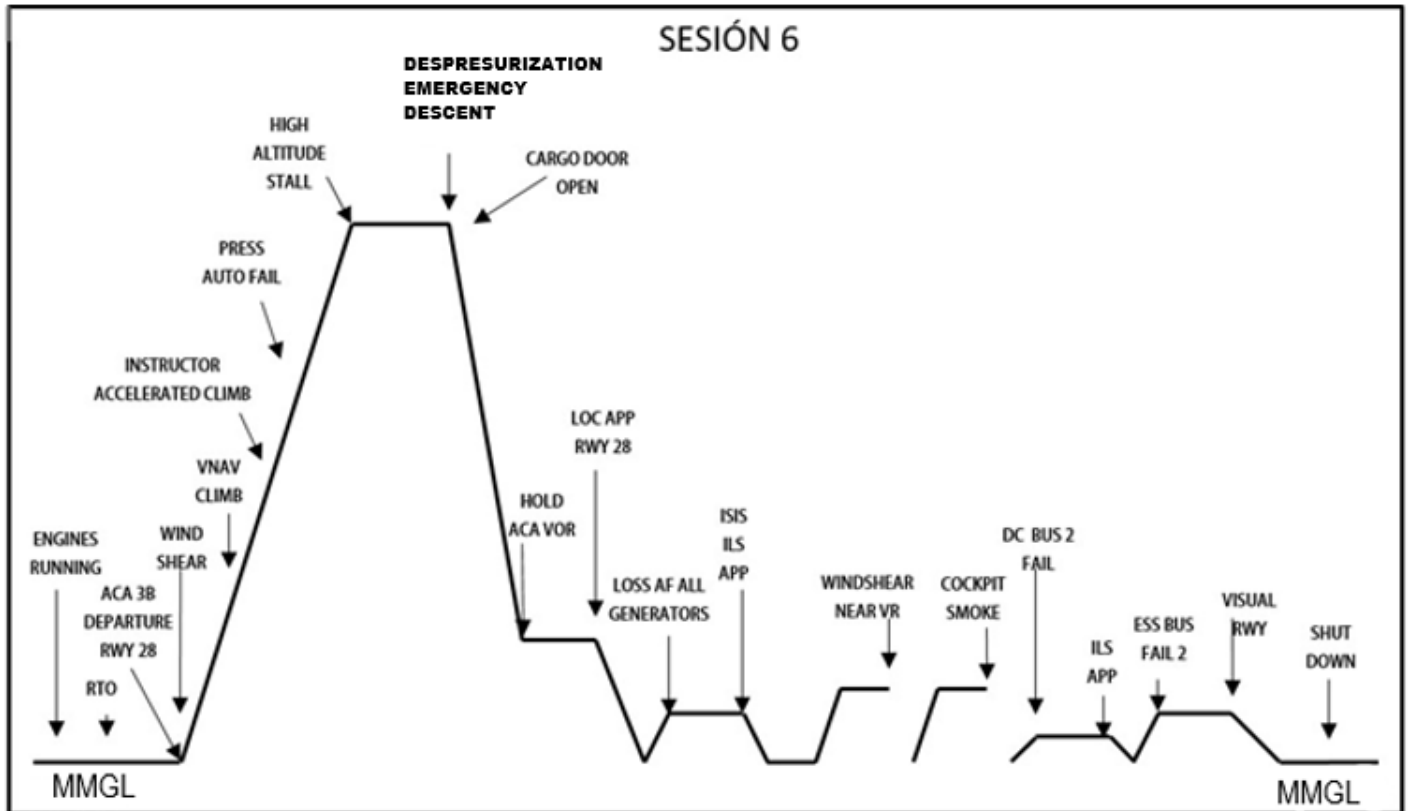 SESIÓN 6
DESPRESURIZATION
EMERGENCY
DESCENT
HIGH
ALTITUDE
STALL
CARGO DOOR
OPEN
PRESS
AUTO FAIL
INSTRUCTOR
ACCELERATED CLIMB
VNAV
CLIMB
WIND
SHEAR
ENGINES
RUNNING
ACA 3B
DEPARTURE
RWY 28
RTO
HOLD
ACA VOR
LOC APP
RWY 28
LOSS AF ALL
GENERATORS
ISIS
ILS
APP
WINDSHEAR
NEAR VR
COCKPIT
SMOKE
DC BUS 2
FAIL
ILS
APP
ESS BUS
FAIL 2
VISUAL
RWY
SHUT
DOWN
MMGL
MMGL